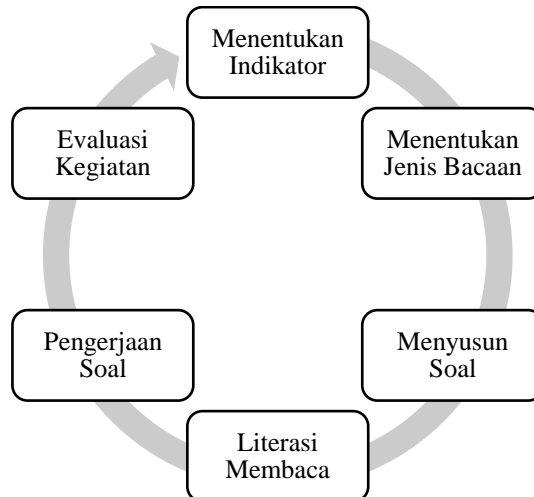 Menentukan
Indikator
Menentukan
Jenis Bacaan
Menyusun
Soal
Literasi
Membaca
Pengerjaan
Soal
Evaluasi
Kegiatan